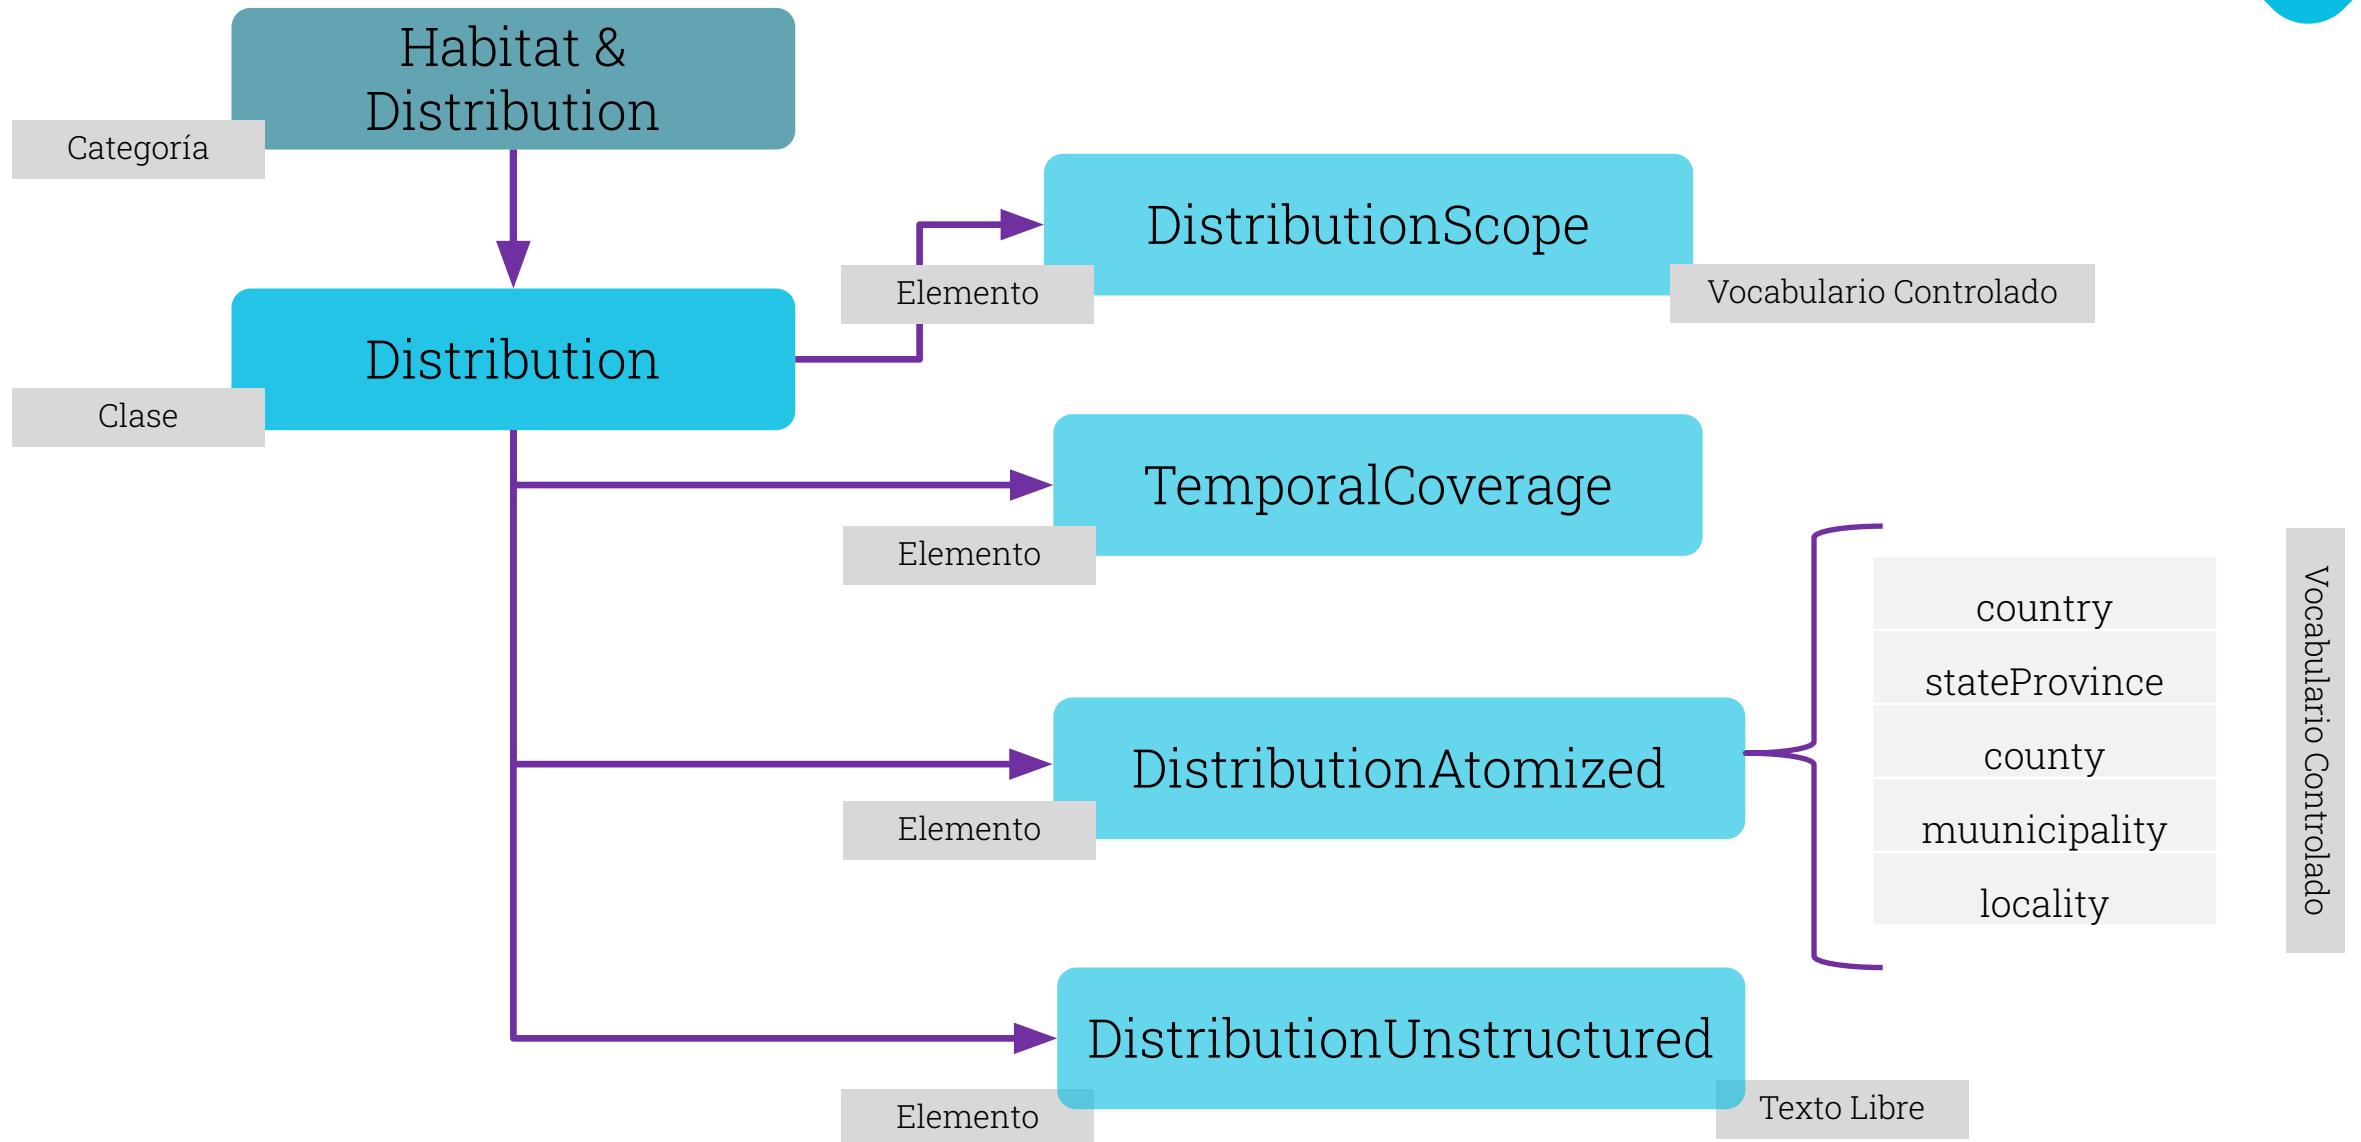 Habitat &
Distribution
Categoría
DistributionScope
Elemento
Vocabulario Controlado
Distribution
Clase
TemporalCoverage
Elemento
country
stateProvince
county
muunicipality
locality
Vocabulario Controlado
DistributionAtomized
Elemento
DistributionUnstructured
Elemento
Texto Libre